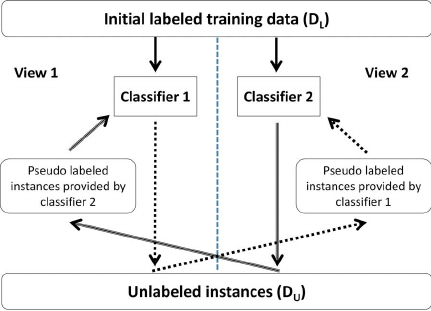 Initial labeled training data (DL)
View 1
View 2
Classifier 1
Classifier 2
Pseudo labeled
instances provided by
classifier 2
Pseudo labeled
instances provided by
classifier 1
Unlabeled instances (DU)